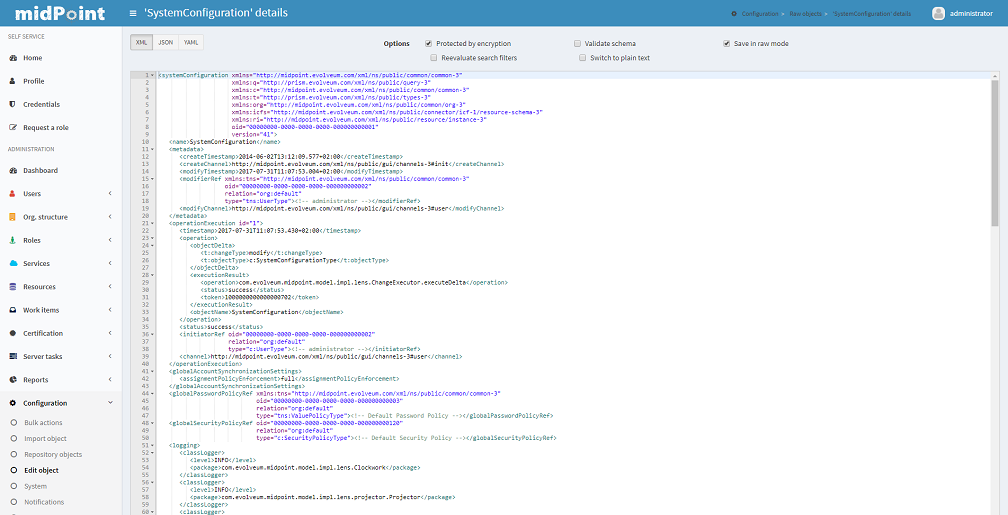 midPoint
'SystemConfiguration' details
Configuration
Raw objects
'SystemConfiguration' details
administrator
SELF SERVICE
Home
Profile
Credentials
Request a role
ADMINISTRATION
Dashboard
Users
Org. structure
Roles
Services
Resources
Work items
Certification
Server tasks
Reports
Configuration
Bulk actions
Import object
Repository objects
Edit object
System
Notifications
XML JSON YAML
Options
Protected by encryption
Validate schema
Save in raw mode
Reevaluate search filters
Switch to plain text
1 <systemConfiguration xmlns="http://midpoint.evolveum.com/xml/ns/public/common/common-3"
2 xmlns:q="http://prism.evolveum.com/xml/ns/public/query-3"
3 xmlns:c="http://midpoint.evolveum.com/xml/ns/public/common/common-3"
4 xmlns:t="http://prism.evolveum.com/xml/ns/public/types-3"
5 xmlns:org="http://midpoint.evolveum.com/xml/ns/public/common/org-3"
6 xmlns:icfs="http://midpoint.evolveum.com/xml/ns/public/connector/icf-1/resource-schema-3"
7 xmlns:ri="http://midpoint.evolveum.com/xml/ns/public/resource/instance-3"
8 oid="00000000-0000-0000-0000-000000000001"
9 version="41">
10 <name>SystemConfiguration</name>
11 <metadata>
12 <createTimestamp>2014-06-02T13:12:09.577+02:00</createTimestamp>
13 <createChannel>http://midpoint.evolveum.com/xml/ns/public/gui/channels-3#init</createChannel>
14 <modifyTimestamp>2017-07-31T11:07:53.004+02:00</modifyTimestamp>
15 <modifierRef xmlns:tns="http://midpoint.evolveum.com/xml/ns/public/common/common-3"
16 oid="00000000-0000-0000-0000-000000000002"
17 relation="org:default"
18 type="tns:UserType"><!-- administrator --></modifierRef>
19 <modifyChannel>http://midpoint.evolveum.com/xml/ns/public/gui/channels-3#user</modifyChannel>
20 </metadata>
21 <operationExecution id="1">
22 <timestamp>2017-07-31T11:07:53.430+02:00</timestamp>
23 <operation>
24 <objectDelta>
25 <t:changeType>modify</t:changeType>
26 <t:objectType>c:SystemConfigurationType</t:objectType>
27 </objectDelta>
28 <executionResult>
29 <operation>com.evolveum.midpoint.model.impl.lens.ChangeExecutor.executeDelta</operation>
30 <status>success</status>
31 <token>1000000000000000702</token>
32 </executionResult>
33 <objectName>SystemConfiguration</objectName>
34 </operation>
35 <status>success</status>
36 <initiatorRef oid="00000000-0000-0000-0000-000000000002"
37 relation="org:default"
38 type="c:UserType"><!-- administrator --></initiatorRef>
39 <channel>http://midpoint.evolveum.com/xml/ns/public/gui/channels-3#user</channel>
40 </operationExecution>
41 <globalAccountSynchronizationSettings>
42 <assignmentPolicyEnforcement>full</assignmentPolicyEnforcement>
43 </globalAccountSynchronizationSettings>
44 <globalPasswordPolicyRef xmlns:tns="http://midpoint.evolveum.com/xml/ns/public/common/common-3"
45 oid="00000000-0000-0000-0000-000000000003"
46 relation="org:default"
47 type="tns:ValuePolicyType"><!-- Default Password Policy --></globalPasswordPolicyRef>
48 <globalSecurityPolicyRef oid="00000000-0000-0000-0000-000000000120"
49 relation="org:default"
50 type="c:SecurityPolicyType"><!-- Default Security Policy --></globalSecurityPolicyRef>
51 <logging>
52 <classLogger>
53 <level>INFO</level>
54 <package>com.evolveum.midpoint.model.impl.lens.Clockwork</package>
55 </classLogger>
56 <classLogger>
57 <level>INFO</level>
58 <package>com.evolveum.midpoint.model.impl.lens.projector.Projector</package>
59 </classLogger>
60 <classLogger>